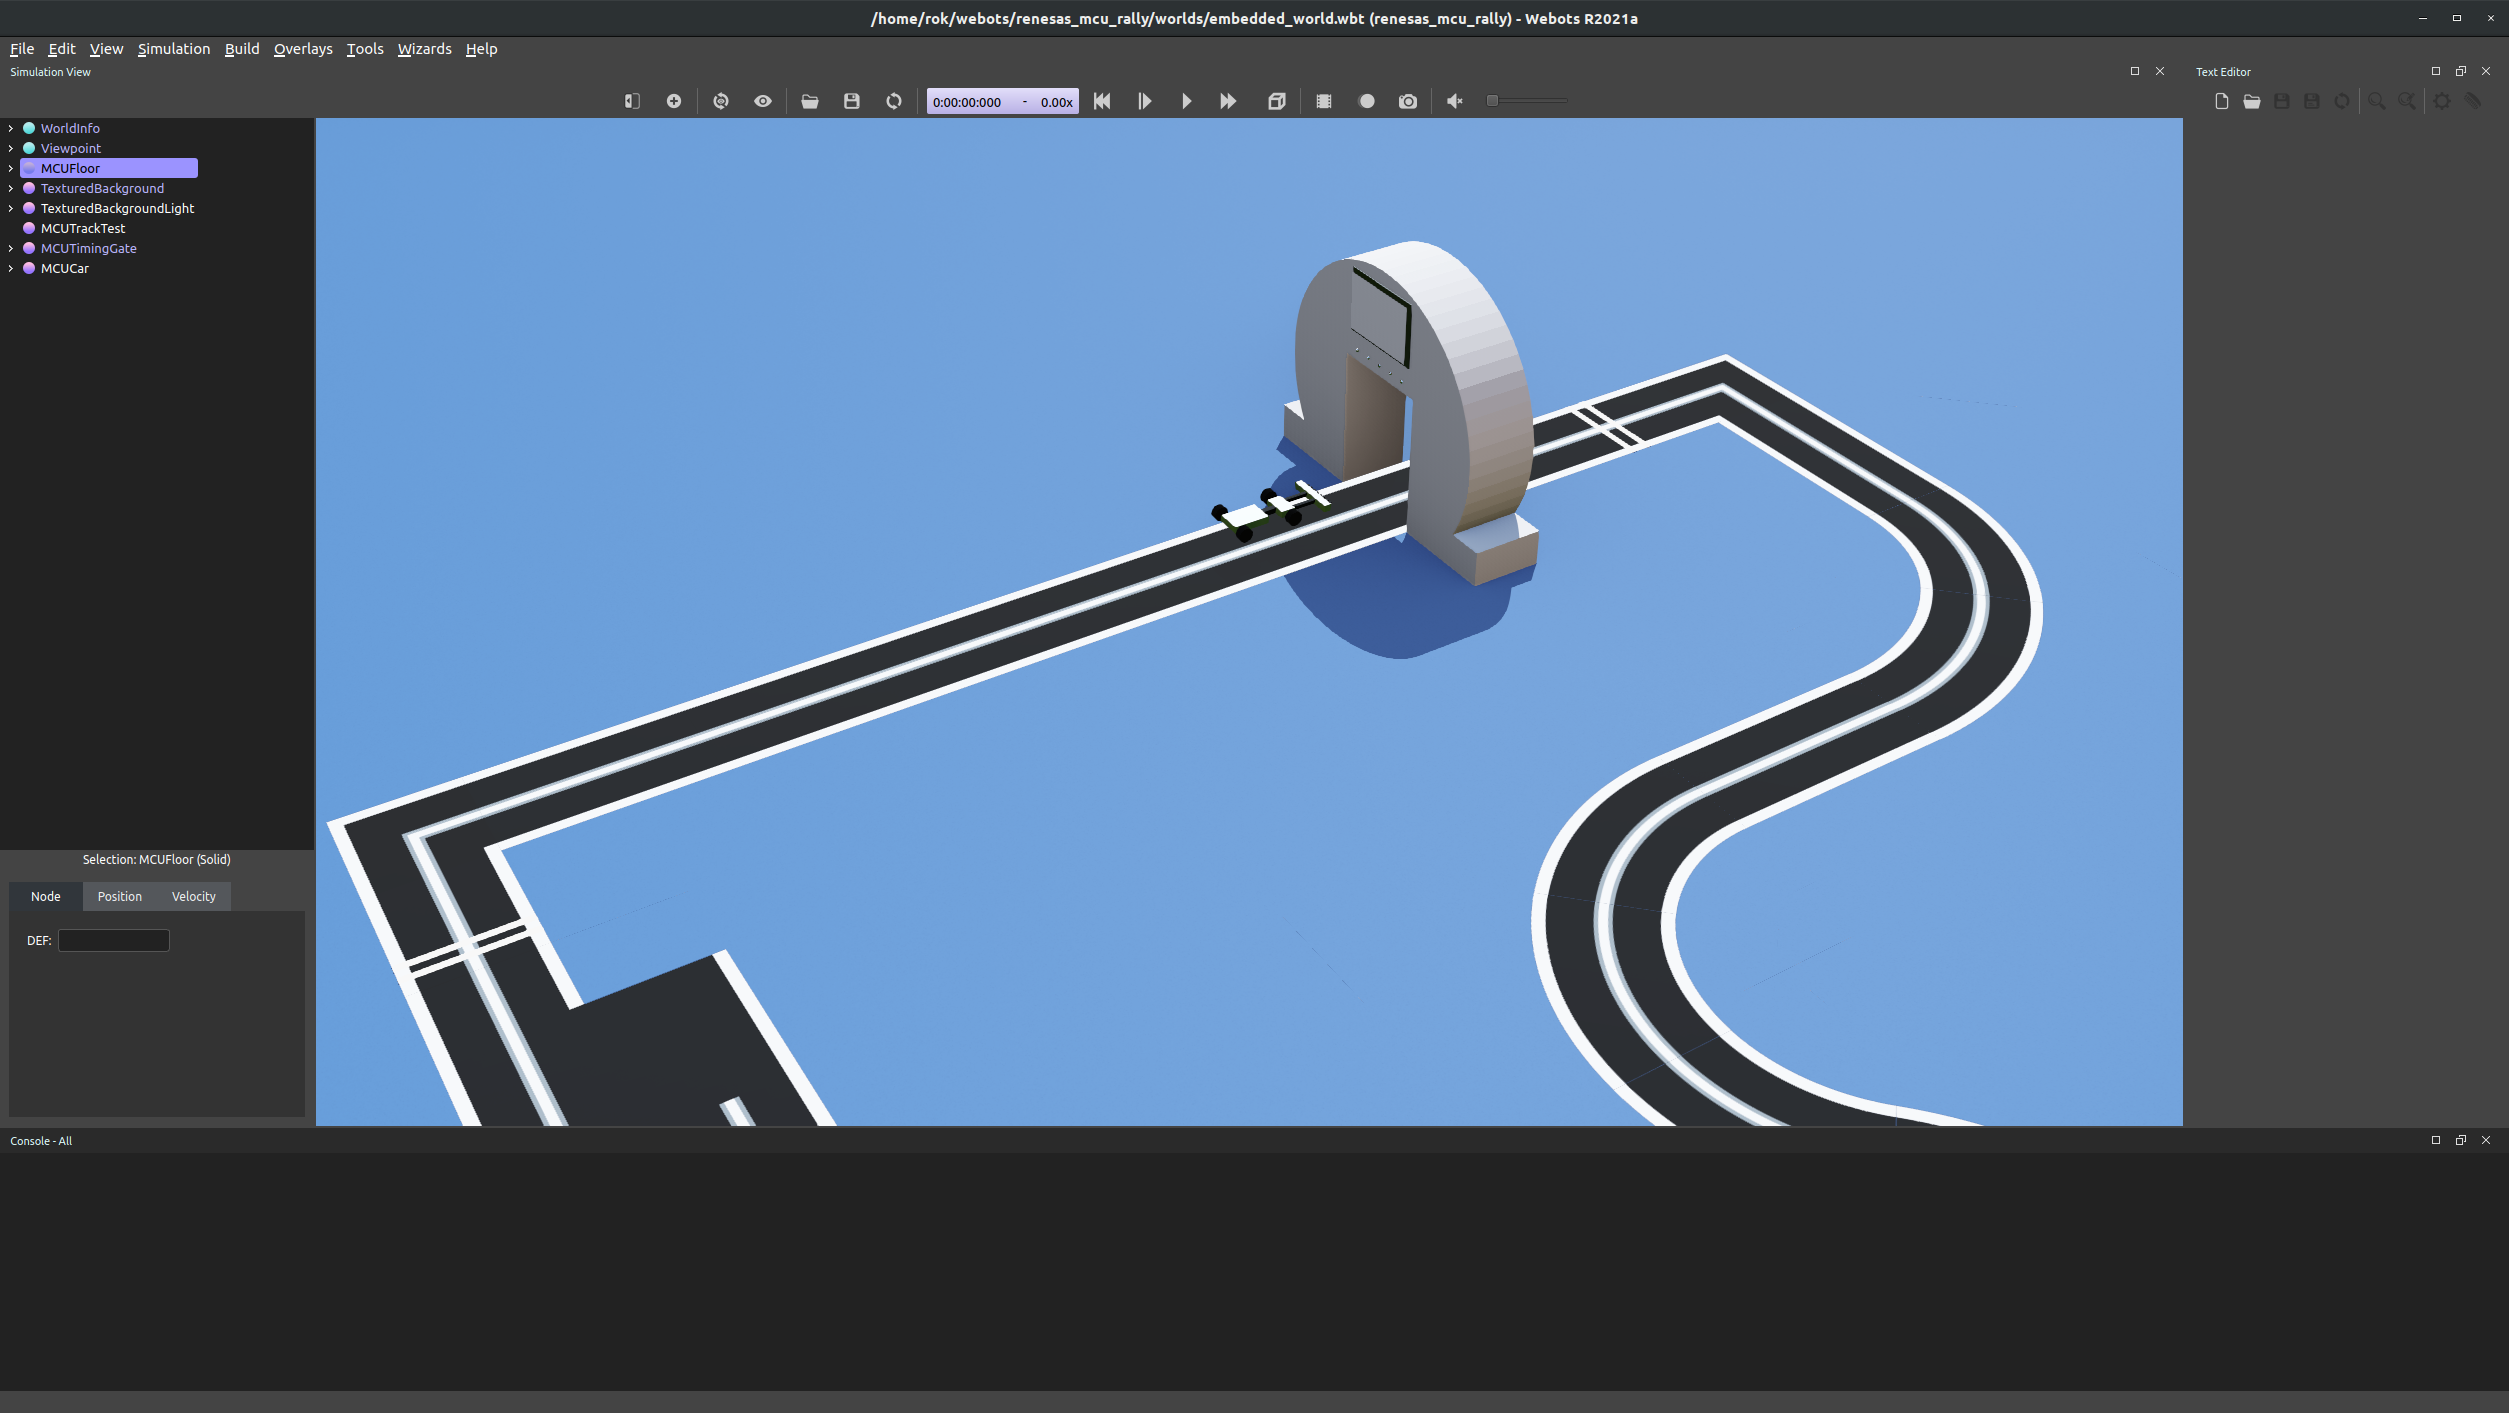 /home/rok/webots/renesas_mcu_rally/worlds/embedded_world.wbt (renesas_mcu_rally) - Webots R2021a
File Edit View Simulation Build Overlays Tools Wizards Help
Simulation View
Text Editor
0:00:00:000 - 0.00x
WorldInfo
Viewpoint
MCUFloor
TexturedBackground
TexturedBackgroundLight
MCUTrackTest
MCUTimingGate
MCUCar
Selection: MCUFloor (Solid)
Node Position Velocity
DEF:
Console - All